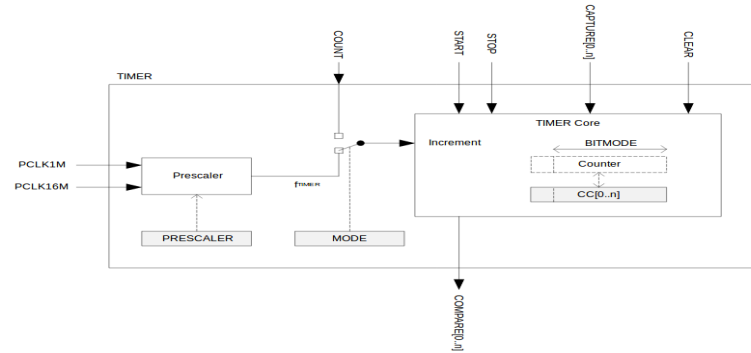 COUNT
START
STOP
CAPTURE[0..n]
CLEAR
TIMER
TIMER Core
Increment
BITMODE
PCLK1M
Prescaler
Counter
PCLK16M
fTIMER
CC[0..n]
PRESCALER
MODE
COMPARE[0..n]